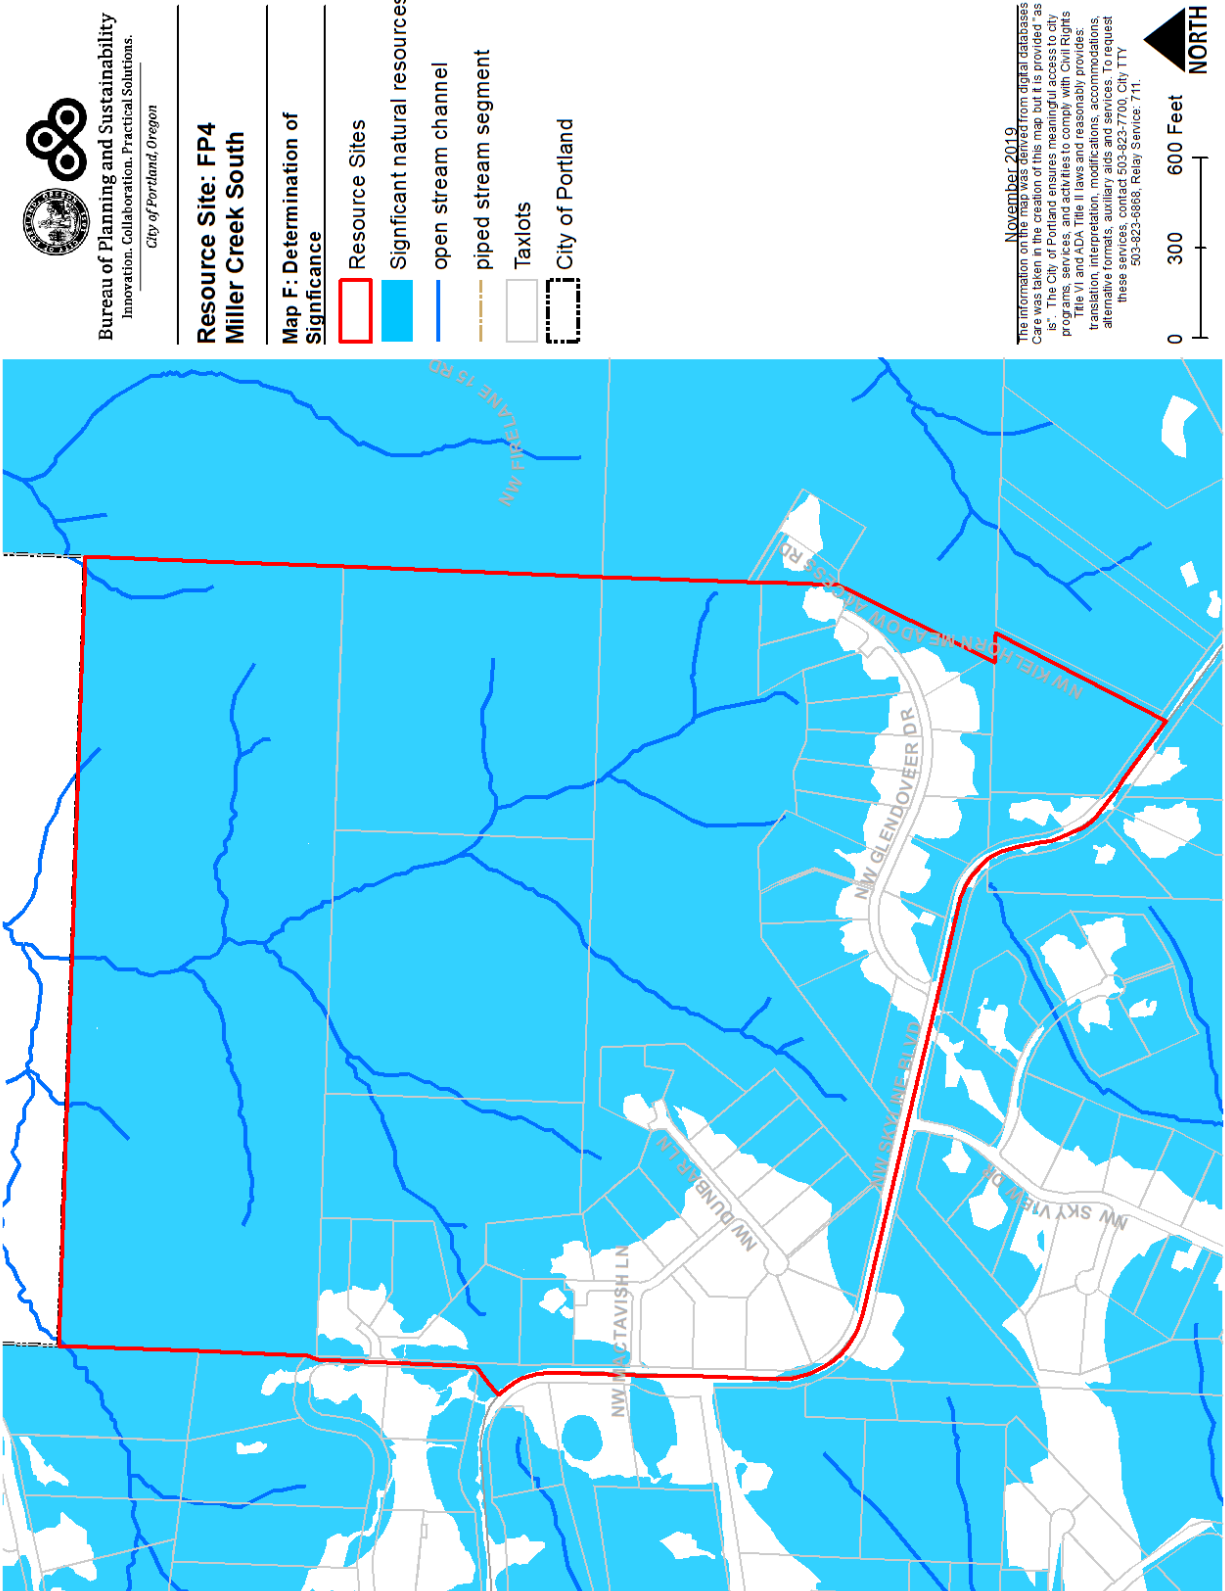 Bureau of Planning and Sustainability
Innovation. Collaboration. Practical Solutions.
City of Portland, Oregon
Resource Site: FP4
Miller Creek South
Map F: Determination of
Signficance
Resource Sites
Signficant natural resources
open stream channel
piped stream segment
Taxlots
City of Portland
November 2019
The information on the map was derived from digital databases
Care was taken in the creation of this map but it is provided "as
is". The City of Portland ensures meaningful access to city
programs, services, and activities to comply with Civil Rights
Title VI and ADA Title II laws and reasonably provides:
translation, interpretation, modifications, accommodations,
alternative formats, auxiliary aids and services. To request
these services, contact 503-823-7700, City TTY
503-823-6868, Relay Service: 711.
0 300 600 Feet
NORTH
NW FIRELANE 15 RD
NW KIELHORN MEADOW ACCESS RD
NW GLENDOVEER DR
NW SKYLINE BLVD
NW DUNBAR LN
NW MACTAVISH LN
NW SKYVIEW DR